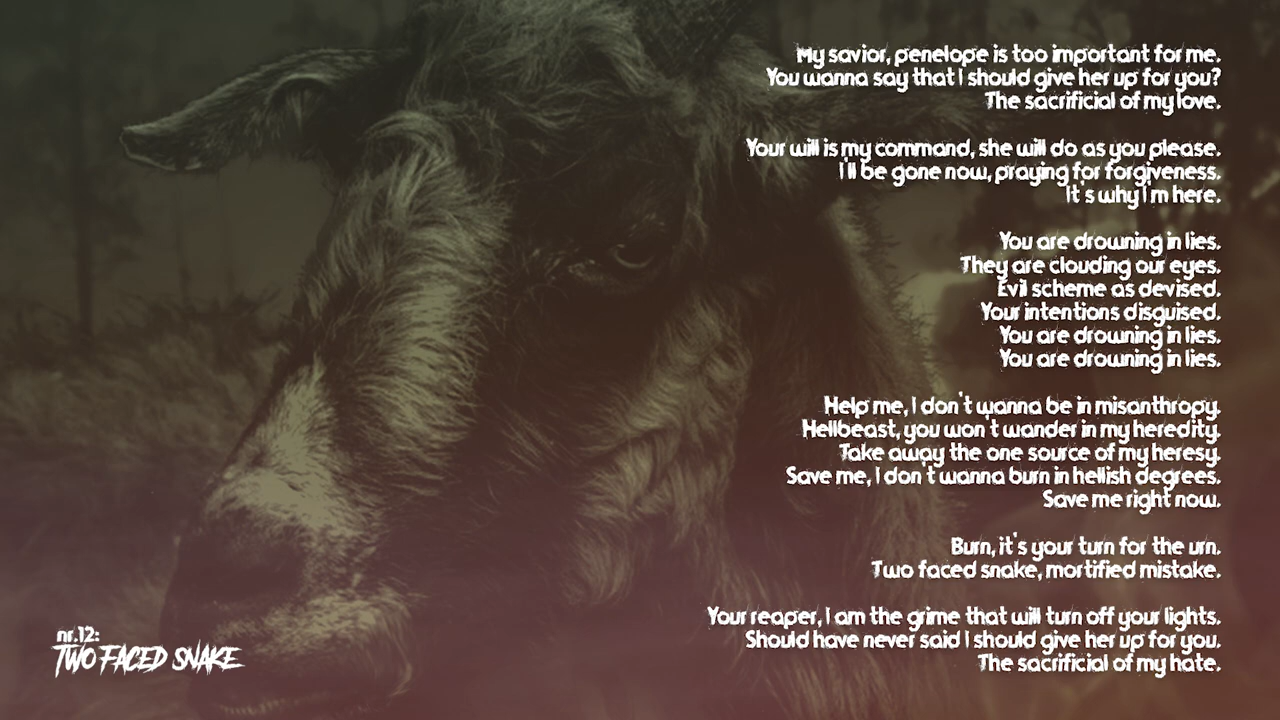 My savior, penelope is too important for me.
You wanna say that I should give her up for you?
The sacrificial of my love.
Your will is my command, she will do as you please.
I'll be gone now, praying for forgiveness.
It's why I'm here.
You are drowning in lies.
They are clouding our eyes.
Evil scheme as devised.
Your intentions disguised.
You are drowning in lies.
You are drowning in lies.
Help me, I don't wanna be in misanthropy.
Hellbeast, you won't wander in my heredity.
Take away the one source of my heresy.
Save me, I don't wanna burn in hellish degrees.
Save me right now.
Burn, it's your turn for the urn.
Two faced snake, mortified mistake.
Your reaper, I am the grime that will turn off your lights.
Should have never said I should give her up for you.
The sacrificial of my hate.
nr.12:
TWO FACED SNAKE